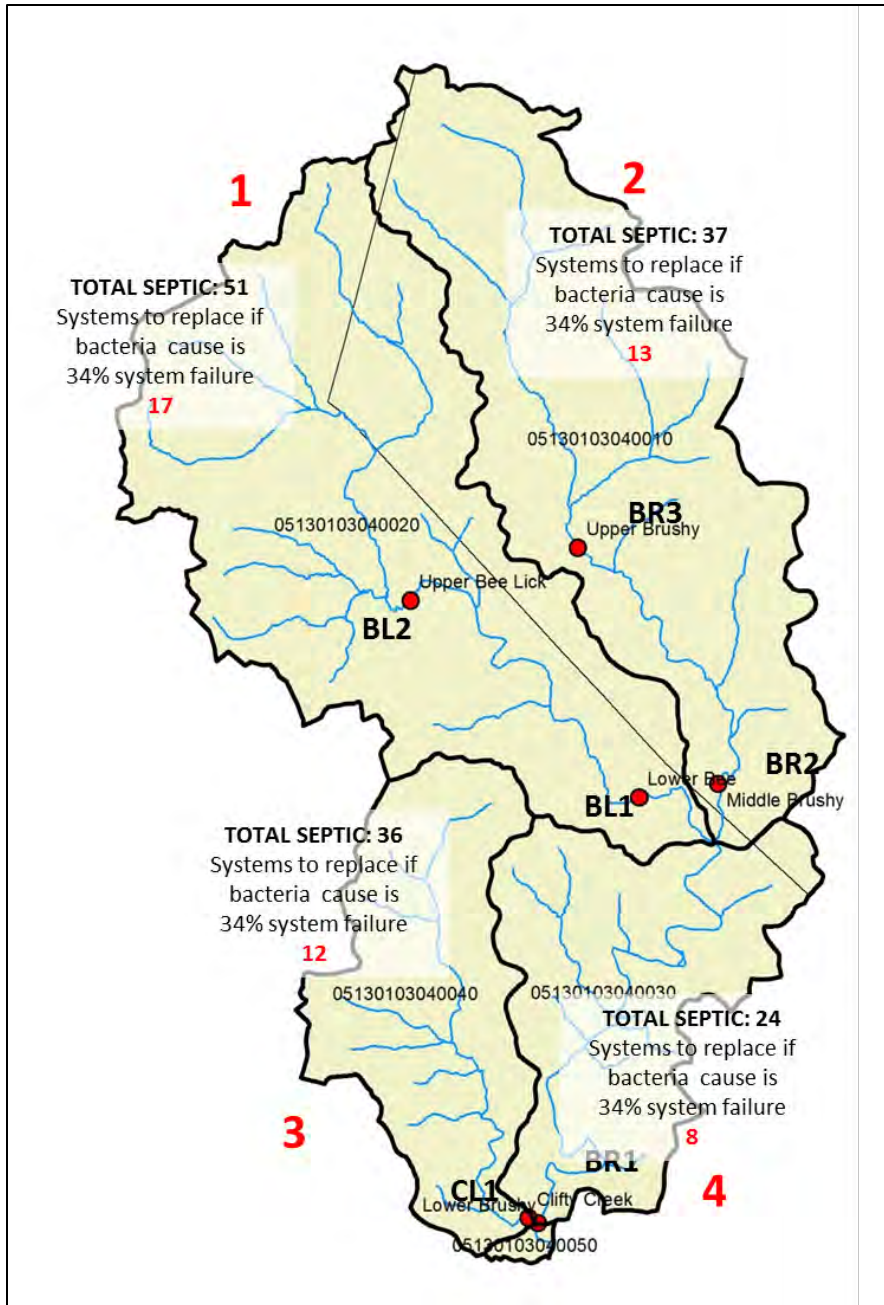 1
2
TOTAL SEPTIC: 37
Systems to replace if
bacteria cause is
34% system failure
13
TOTAL SEPTIC: 51
Systems to replace if
bacteria cause is
34% system failure
17
05130103040010
BR3
Upper Brushy
05130103040020
Upper Bee Lick
BL2
BR2
Lower Bee
Middle Brushy
BL1
TOTAL SEPTIC: 36
Systems to replace if
bacteria cause is
34% system failure
12
05130103040040
05130103040030
TOTAL SEPTIC: 24
Systems to replace if
bacteria cause is
34% system failure
8
3
BR1
4
CL1
Lower Brushy
Clifty Creek
05130103040050